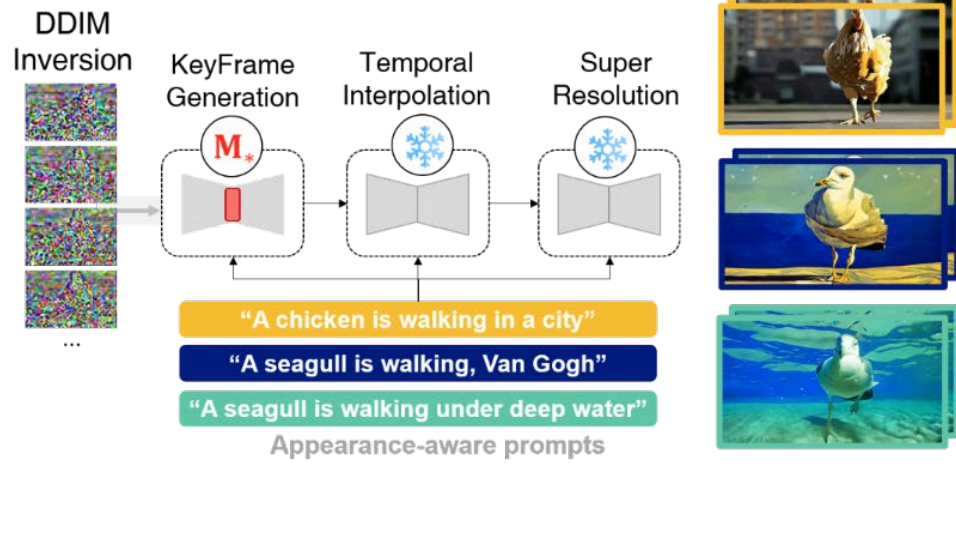 DDIM
Inversion
KeyFrame
Generation
Temporal
Interpolation
Super
Resolution
M*
...
“A chicken is walking in a city”
“A seagull is walking, Van Gogh”
“A seagull is walking under deep water”
Appearance-aware prompts